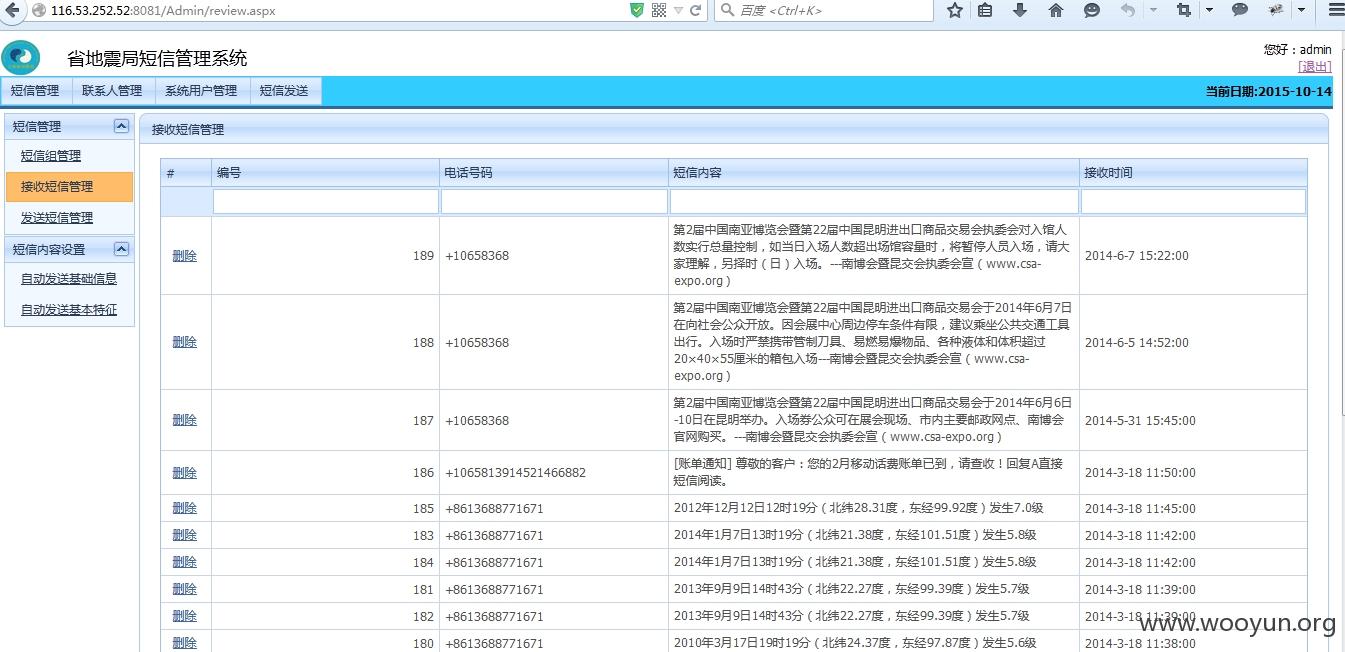 116.53.252.52:8081/Admin/review.aspx
百度 <Ctrl+K>
省地震局短信管理系统
您好：admin
[退出]
短信管理 联系人管理 系统用户管理 短信发送
当前日期:2015-10-14
短信管理
短信组管理
接收短信管理
发送短信管理
短信内容设置
自动发送基础信息
自动发送基本特征
接收短信管理
# 编号 电话号码 短信内容 接收时间
删除 189 +10658368
第2届中国南亚博览会暨第22届中国昆明进出口商品交易会执委会对入馆人
数实行总量控制，如当日入场人数超出场馆容量时，将暂停人员入场，请大
家理解，另择时（日）入场。---南博会暨昆交会执委会宣（www.csa-
expo.org）
2014-6-7 15:22:00
删除 188 +10658368
第2届中国南亚博览会暨第22届中国昆明进出口商品交易会于2014年6月7日
在向社会公众开放。因会展中心周边停车条件有限，建议乘坐公共交通工具
出行。入场时严禁携带管制刀具、易燃易爆物品、各种液体和体积超过
20×40×55厘米的箱包入场---南博会暨昆交会执委会宣（www.csa-
expo.org）
2014-6-5 14:52:00
删除 187 +10658368
第2届中国南亚博览会暨第22届中国昆明进出口商品交易会于2014年6月6日
-10日在昆明举办。入场券公众可在展会现场、市内主要邮政网点、南博会
官网购买。---南博会暨昆交会执委会宣（www.csa-expo.org）
2014-5-31 15:45:00
删除 186 +1065813914521466882
[账单通知] 尊敬的客户：您的2月移动话费账单已到，请查收！回复A直接
短信阅读。
2014-3-18 11:50:00
删除 185 +8613688771671 2012年12月12日12时19分（北纬28.31度，东经99.92度）发生7.0级 2014-3-18 11:45:00
删除 183 +8613688771671 2014年1月7日13时19分（北纬21.38度，东经101.51度）发生5.8级 2014-3-18 11:42:00
删除 184 +8613688771671 2014年1月7日13时19分（北纬21.38度，东经101.51度）发生5.8级 2014-3-18 11:42:00
删除 181 +8613688771671 2013年9月9日14时43分（北纬22.27度，东经99.39度）发生5.7级 2014-3-18 11:39:00
删除 182 +8613688771671 2013年9月9日14时43分（北纬22.27度，东经99.39度）发生5.7级 2014-3-18 11:39:00
删除 180 +8613688771671 2010年3月17日19时19分（北纬24.37度，东经97.87度）发生5.6级 2014-3-18 11:38:00
www.wooyun.org